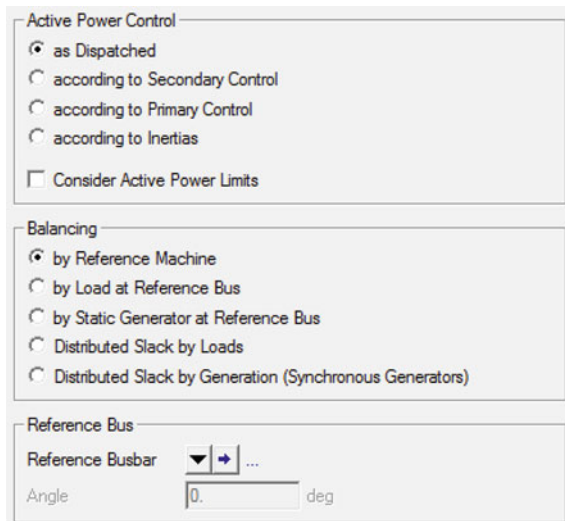 Active Power Control
as Dispatched
according to Secondary Control
according to Primary Control
according to Inertias
Consider Active Power Limits
Balancing
by Reference Machine
by Load at Reference Bus
by Static Generator at Reference Bus
Distributed Slack by Loads
Distributed Slack by Generation (Synchronous Generators)
Reference Bus
Reference Busbar ...
Angle 0. deg